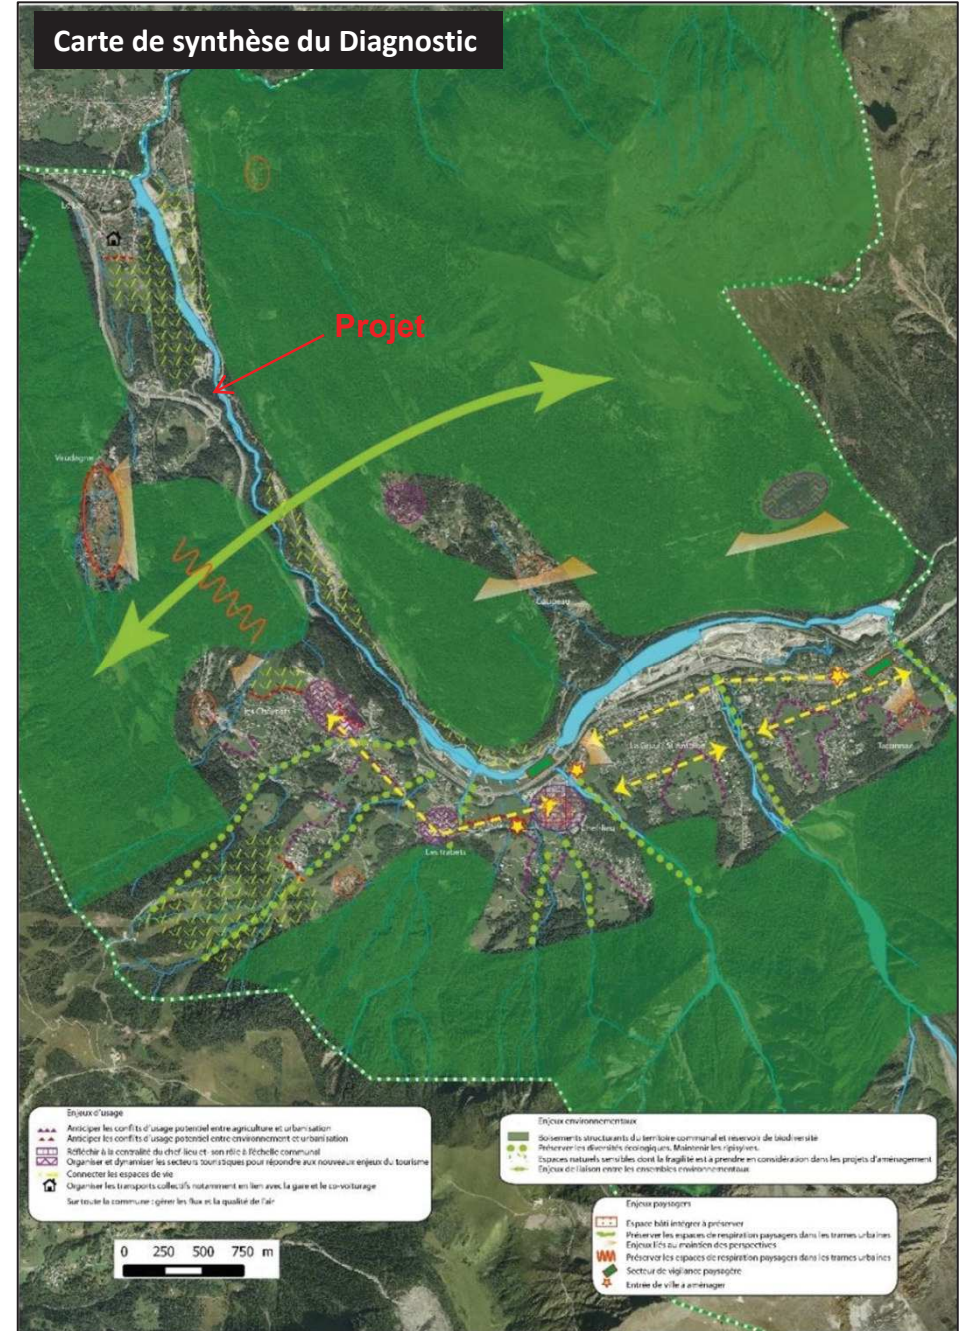 Carte de synthèse du Diagnostic
Projet
Vaudagne
Coupeau
Les Chavants
La Griaz / St Antoine
Taconnaz
Chef-lieu
Les trabets
Enjeux d'usage
Anticiper les conflits d'usage potentiel entre agriculture et urbanisation
Anticiper les conflits d'usage potentiel entre environnement et urbanisation
Réfléchir à la centralité du chef-lieu et son rôle à l'échelle communal
Organiser et dynamiser les secteurs touristiques pour répondre aux nouveaux enjeux du tourisme
Connecter les espaces de vie
Organiser les transports collectifs notamment en lien avec la gare et le co-voiturage
Sur toute la commune : gérer les flux et la qualité de l'air
0 250 500 750 m
Enjeux environnementaux
Boisements structurants du territoire communal et réservoir de biodiversité
Préserver les diversités écologiques. Maintenir les ripisylves.
Espaces naturels sensibles dont la fragilité est à prendre en considération dans les projets d'aménagement
Enjeux de liaison entre les ensembles environnementaux
Enjeux paysagers
Espace bâti intégrer à préserver
Préserver les espaces de respiration paysagers dans les trames urbaines
Enjeux liés au maintien des perspectives
Préserver les espaces de respiration paysagers dans les trames urbaines
Secteur de vigilance paysagère
Entrée de ville à aménager